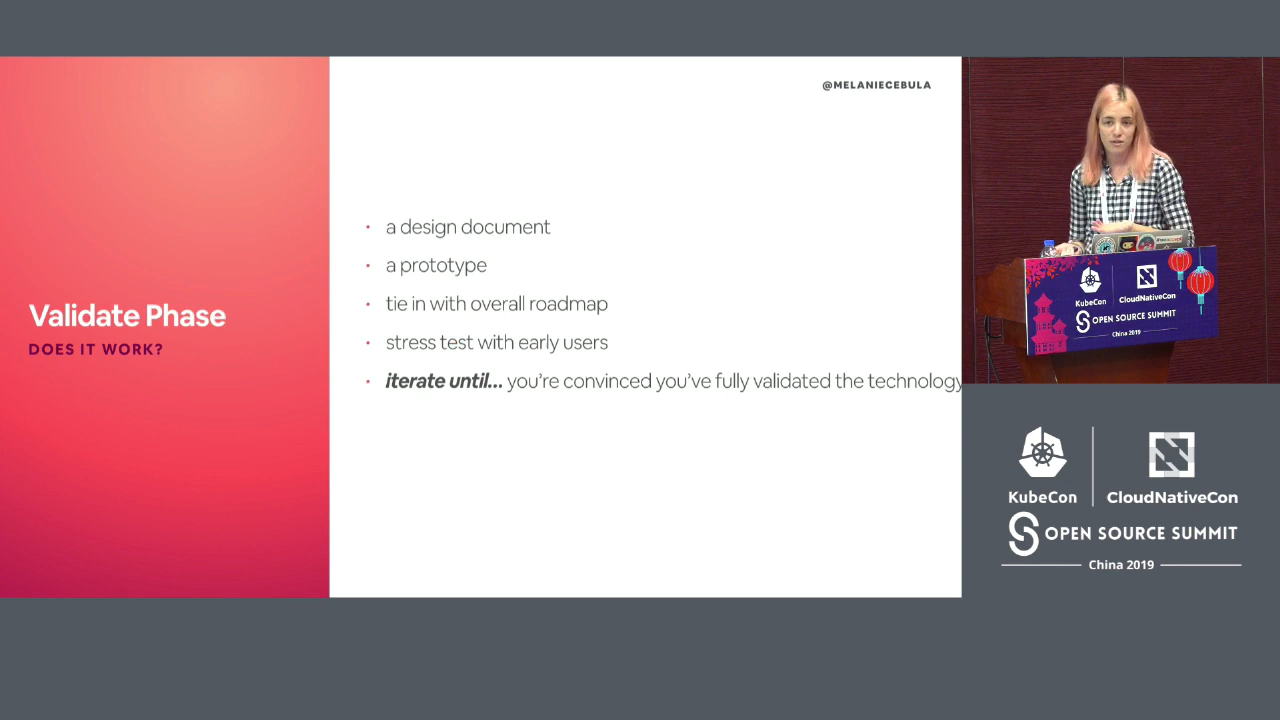 @MELANIECEBULA
Validate Phase
DOES IT WORK?
• a design document
• a prototype
• tie in with overall roadmap
• stress test with early users
• iterate until... you're convinced you've fully validated the technology
KubeCon
CloudNativeCon
OPEN SOURCE SUMMIT
China 2019
KubeCon
CloudNativeCon
OPEN SOURCE SUMMIT
China 2019